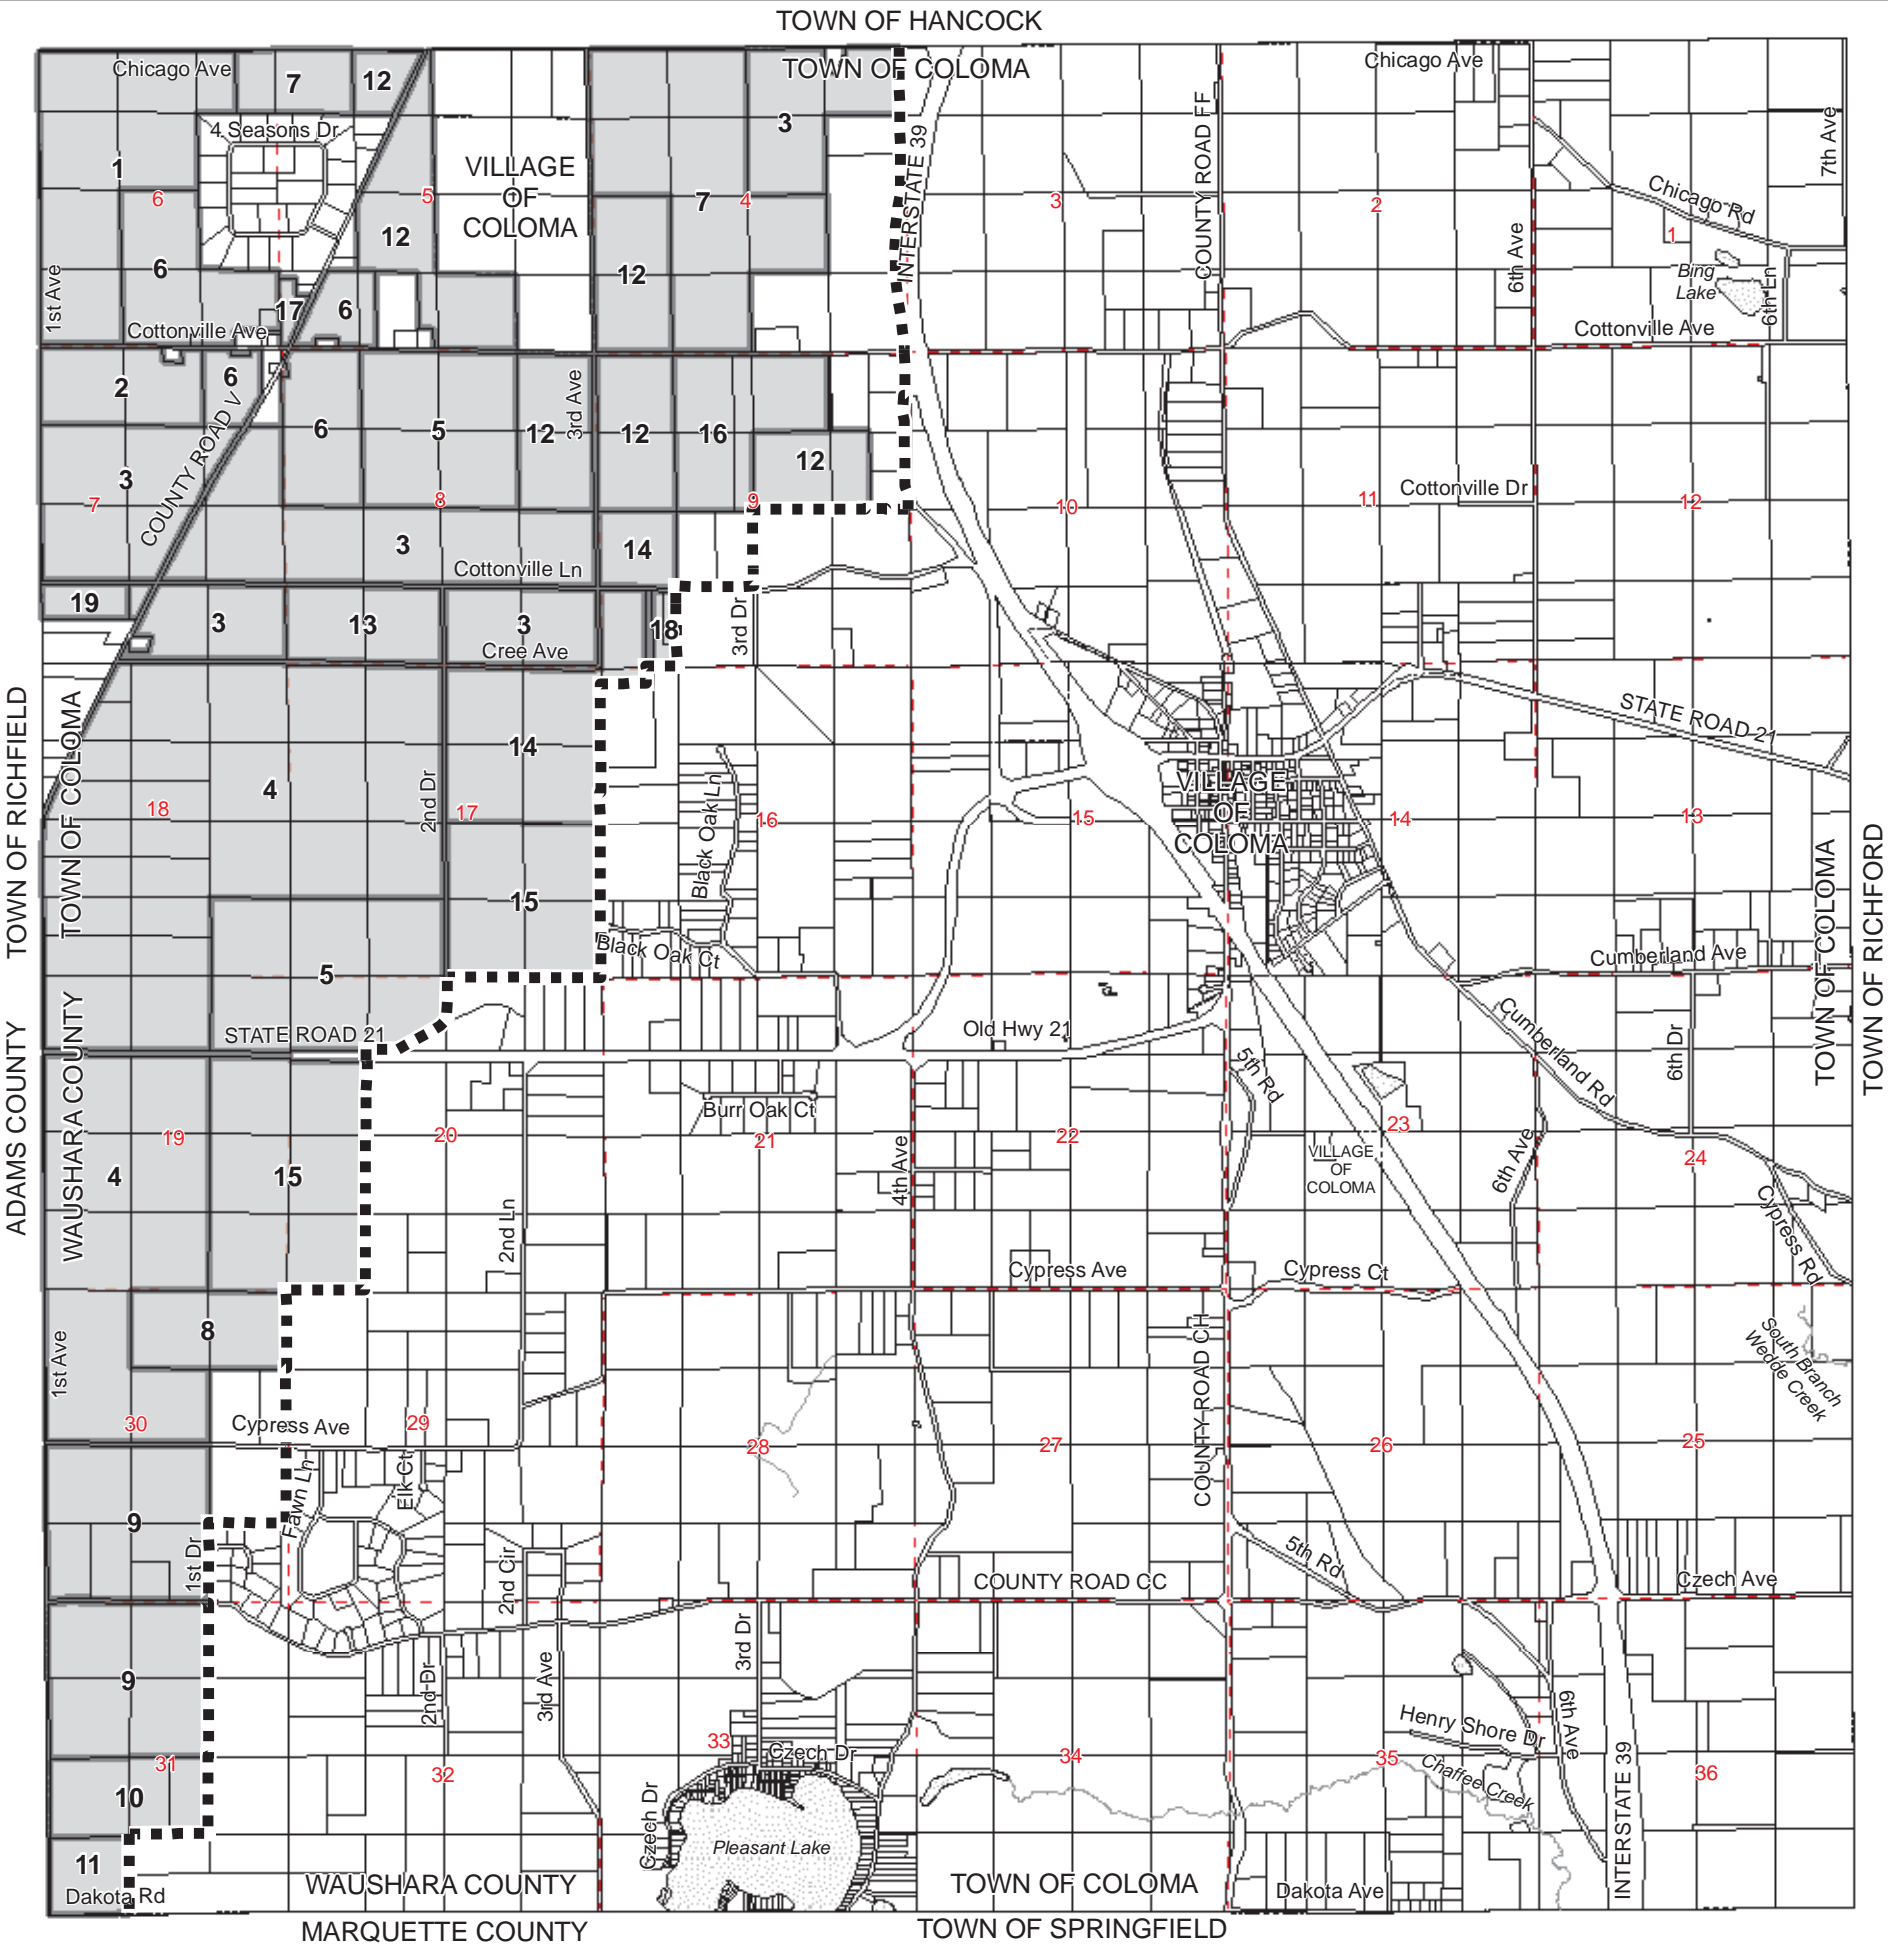 TOWN OF HANCOCK
Chicago Ave
7
12
TOWN OF COLOMA
Chicago Ave
3
4 Seasons Dr
1
VILLAGE
OF
COLOMA
INTERSTATE 39
COUNTY ROAD FF
7th Ave
6
5
7
4
3
2
Chicago Rd
1
12
6
12
6th Ave
Bing
Lake
6th Ln
1st Ave
17
6
Cottonville Ave
Cottonville Ave
2
6
3rd Ave
COUNTY ROAD V
6
5
12
12
16
12
3
7
8
9
10
11
Cottonville Dr
12
3
14
Cottonville Ln
19
3
13
3
18
3rd Dr
Cree Ave
TOWN OF RICHFIELD
TOWN OF COLOMA
STATE ROAD 21
14
4
2nd Dr
18
17
Black Oak Ln
16
15
VILLAGE
OF
COLOMA
14
13
TOWN OF COLOMA
TOWN OF RICHFORD
15
Black Oak Ct
Cumberland Ave
5
ADAMS COUNTY
WAUSHARA COUNTY
STATE ROAD 21
Old Hwy 21
5th Rd
Cumberland Rd
6th Dr
Burr Oak Ct
19
20
21
22
23
4
15
4th Ave
VILLAGE
OF
COLOMA
6th Ave
24
2nd Ln
Cypress Rd
Cypress Ave
Cypress Ct
8
1st Ave
COUNTY ROAD CH
South Branch
Wedde Creek
30
Cypress Ave
29
28
27
26
25
Fawn Ln
Elk Ct
9
1st Dr
2nd Cir
5th Rd
COUNTY ROAD CC
Czech Ave
9
2nd Dr
3rd Ave
3rd Dr
Henry Shore Dr
6th Ave
31
32
33
Czech Dr
34
35
Chaffee Creek
INTERSTATE 39
36
10
Czech Dr
Pleasant Lake
11
Dakota Rd
WAUSHARA COUNTY
TOWN OF COLOMA
Dakota Ave
MARQUETTE COUNTY
TOWN OF SPRINGFIELD